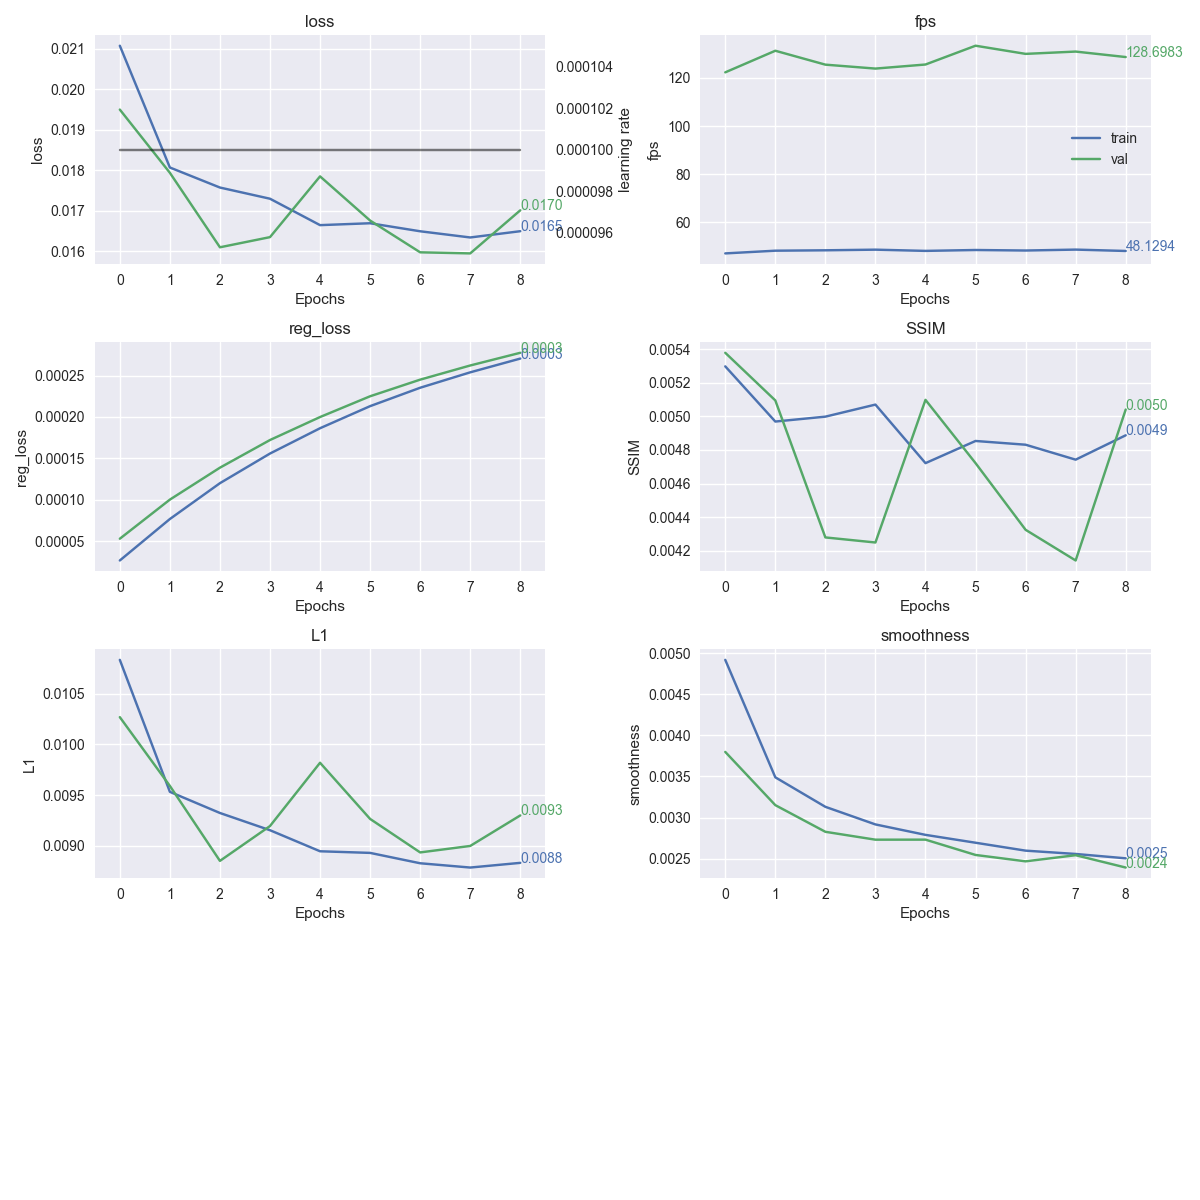 loss
loss
0.021
0.020
0.019
0.018
0.017
0.016
0.000104
0.000102
0.000100
0.000098
0.000096
learning rate
0.0170
0.0165
0 1 2 3 4 5 6 7 8
Epochs
fps
fps
120
100
80
60
128.6983
train
val
48.1294
0 1 2 3 4 5 6 7 8
Epochs
reg_loss
reg_loss
0.00025
0.00020
0.00015
0.00010
0.00005
0.0003
0.0003
0 1 2 3 4 5 6 7 8
Epochs
SSIM
SSIM
0.0054
0.0052
0.0050
0.0048
0.0046
0.0044
0.0042
0.0050
0.0049
0 1 2 3 4 5 6 7 8
Epochs
L1
L1
0.0105
0.0100
0.0095
0.0090
0.0093
0.0088
0 1 2 3 4 5 6 7 8
Epochs
smoothness
smoothness
0.0050
0.0045
0.0040
0.0035
0.0030
0.0025
0.0025
0.0024
0 1 2 3 4 5 6 7 8
Epochs